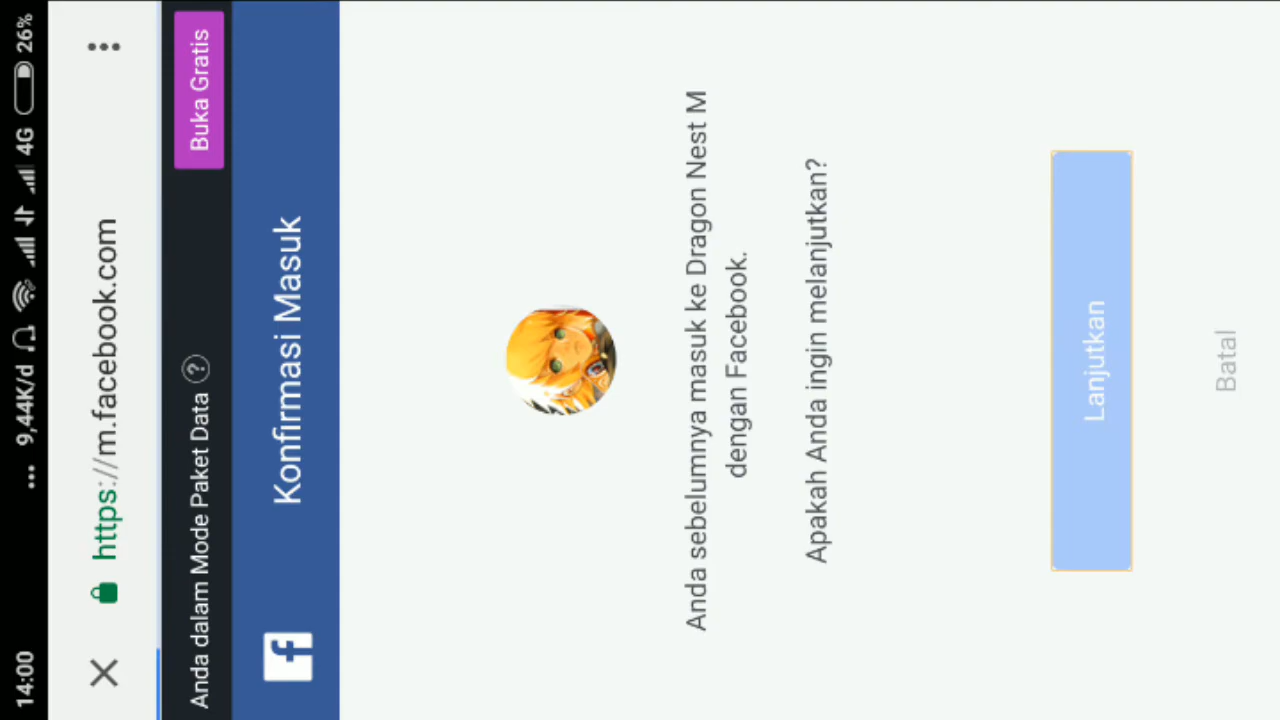 14:00 ... 9,44K/d 4G 26%
https://m.facebook.com
Anda dalam Mode Paket Data ? Buka Gratis
f Konfirmasi Masuk
Anda sebelumnya masuk ke Dragon Nest M
dengan Facebook.
Apakah Anda ingin melanjutkan?
Lanjutkan
Batal